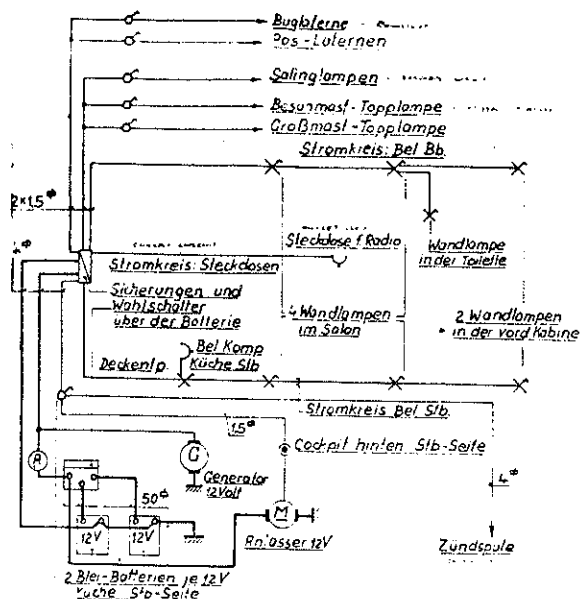 Buglaterne
Pos-Laternen
Salinglampen
Besanmast-Topplampe
Großmast-Topplampe
Stromkreis: Bel Bb.
2×1,5⌀
4⌀
Steckdose f. Radio
Wandlampe
in der Toilette
Stromkreis: Steckdosen
Sicherungen und
Wahlschalter
über der Batterie
4 Wandlampen
im Salon
2 Wandlampen
in der vord Kabine
Deckenlp.
Bel Komp
Küche Stb
Stromkreis Bel Stb.
1,5⌀
Cockpit hinten Stb-Seite
A
G
Generator
12Volt
4⌀
50⌀
M
12V
12V
Anlasser 12V
Zündspule
2 Blei-Batterien je 12V
Küche Stb-Seite